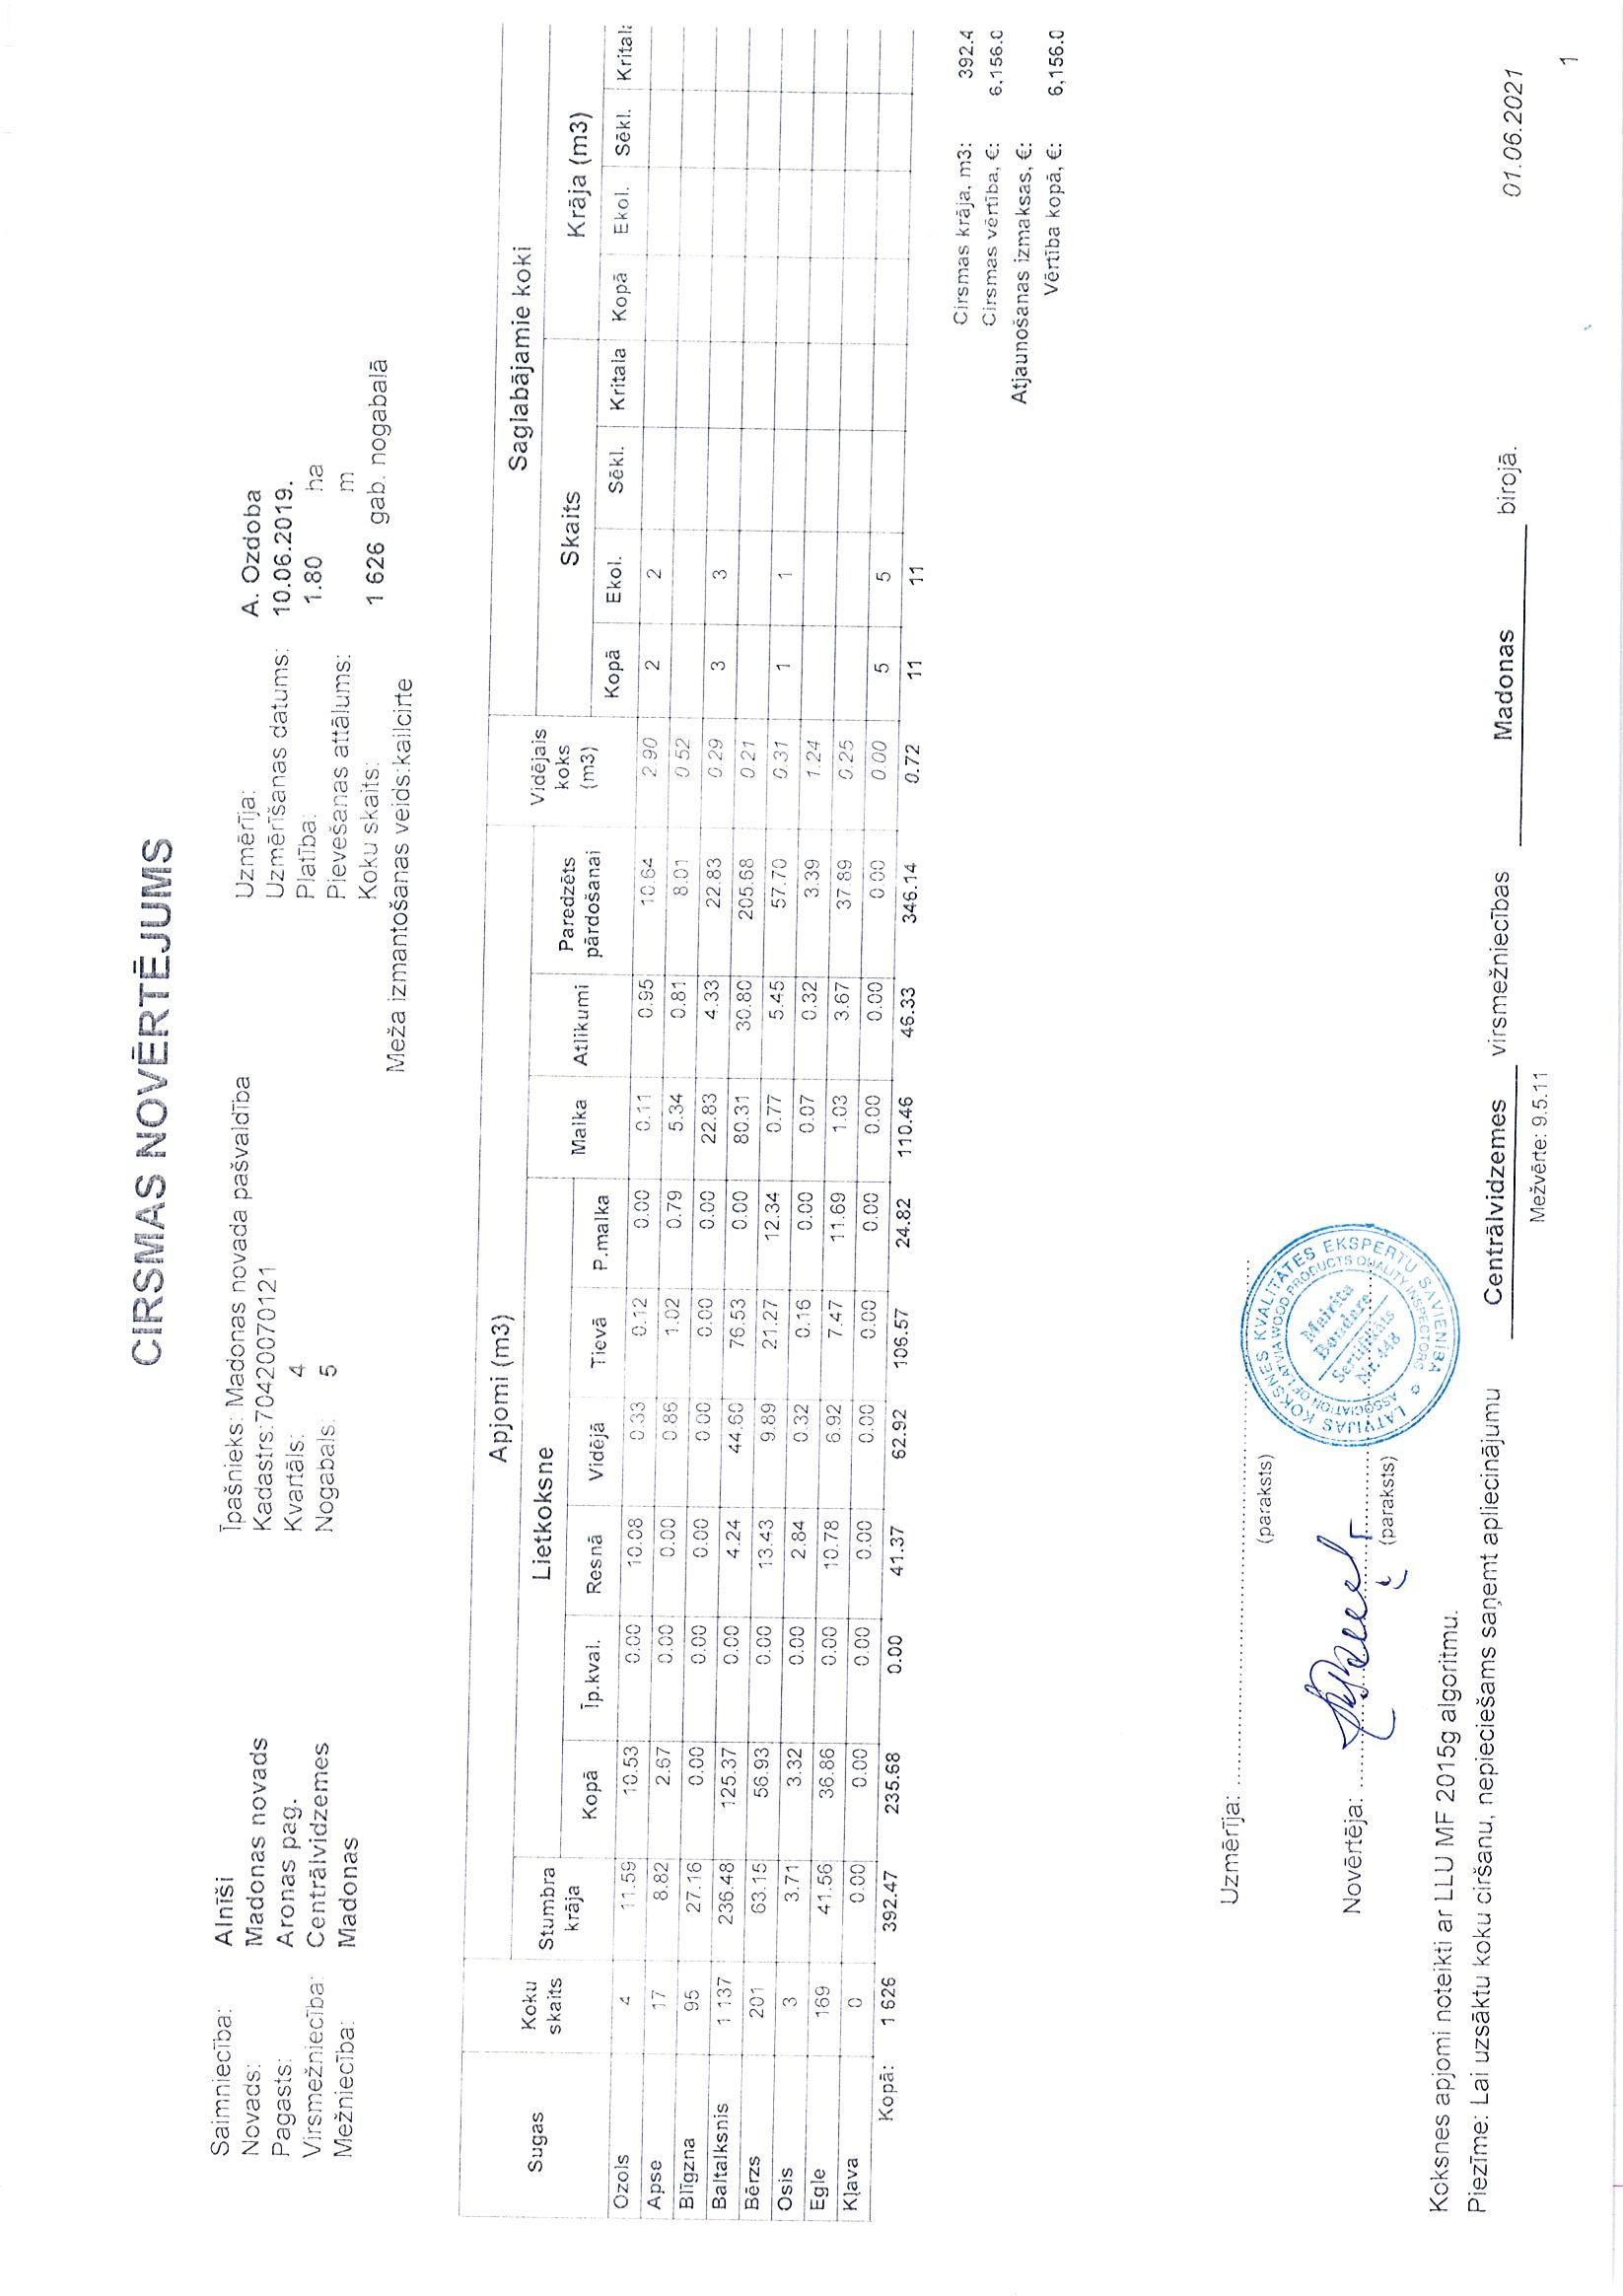 CIRSMAS NOVĒRTĒJUMS
Saimniecība: Alnīši
Novads: Madonas novads
Pagasts: Aronas pag.
Virsmežniecība: Centrālvidzemes
Mežniecība: Madonas
Īpašnieks: Madonas novada pašvaldība
Kadastrs:70420070121
Kvartāls: 4
Nogabals: 5
Uzmērīja: A. Ozdoba
Uzmērīšanas datums: 10.06.2019.
Platība: 1.80 ha
Pievešanas attālums: m
Koku skaits: 1 626 gab. nogabalā
Meža izmantošanas veids:kailcirte
Sugas Koku skaits Apjomi (m3) Vidējais koks (m3) Saglabājamie koki
Stumbra krāja Lietkoksne Malka Atlikumi Paredzēts pārdošanai Skaits Krāja (m3)
Kopā Īp.kval. Resnā Vidējā Tievā P.malka Kopā Ekol. Sēkl. Kritala Kopā Ekol. Sēkl. Kritala
Ozols 4 11.59 10.53 0.00 10.08 0.33 0.12 0.00 0.11 0.95 10.64 2.90 2 2
Apse 17 8.82 2.67 0.00 0.00 0.86 1.02 0.79 5.34 0.81 8.01 0.52
Blīgzna 95 27.16 0.00 0.00 0.00 0.00 0.00 0.00 22.83 4.33 22.83 0.29 3 3
Baltalksnis 1 137 236.48 125.37 0.00 4.24 44.60 76.53 0.00 80.31 30.80 205.68 0.21
Bērzs 201 63.15 56.93 0.00 13.43 9.89 21.27 12.34 0.77 5.45 57.70 0.31 1 1
Osis 3 3.71 3.32 0.00 2.84 0.32 0.16 0.00 0.07 0.32 3.39 1.24
Egle 169 41.56 36.86 0.00 10.78 6.92 7.47 11.69 1.03 3.67 37.89 0.25
Kļava 0 0.00 0.00 0.00 0.00 0.00 0.00 0.00 0.00 0.00 0.00 0.00 5 5
Kopā: 1 626 392.47 235.68 0.00 41.37 62.92 106.57 24.82 110.46 46.33 346.14 0.72 11 11
Cirsmas krāja, m3: 392.4
Cirsmas vērtība, €: 6,156.0
Atjaunošanas izmaksas, €:
Vērtība kopā, €: 6,156.0
Uzmērīja:
(paraksts)
Novērtēja:
(paraksts)
LATVIJAS KOKSNES KVALITĀTES EKSPERTU SAVIENĪBA
ASSOCIATION OF LATVIA WOOD PRODUCTS QUALITY INSPECTORS
Mairita
Bondare
Sertifikāts
Nr. 448
Koksnes apjomi noteikti ar LLU MF 2015g algoritmu.
Piezīme: Lai uzsāktu koku ciršanu, nepieciešams saņemt apliecinājumu Centrālvidzemes virsmežniecības Madonas birojā.
Mežvērte: 9.5.11
01.06.2021
1